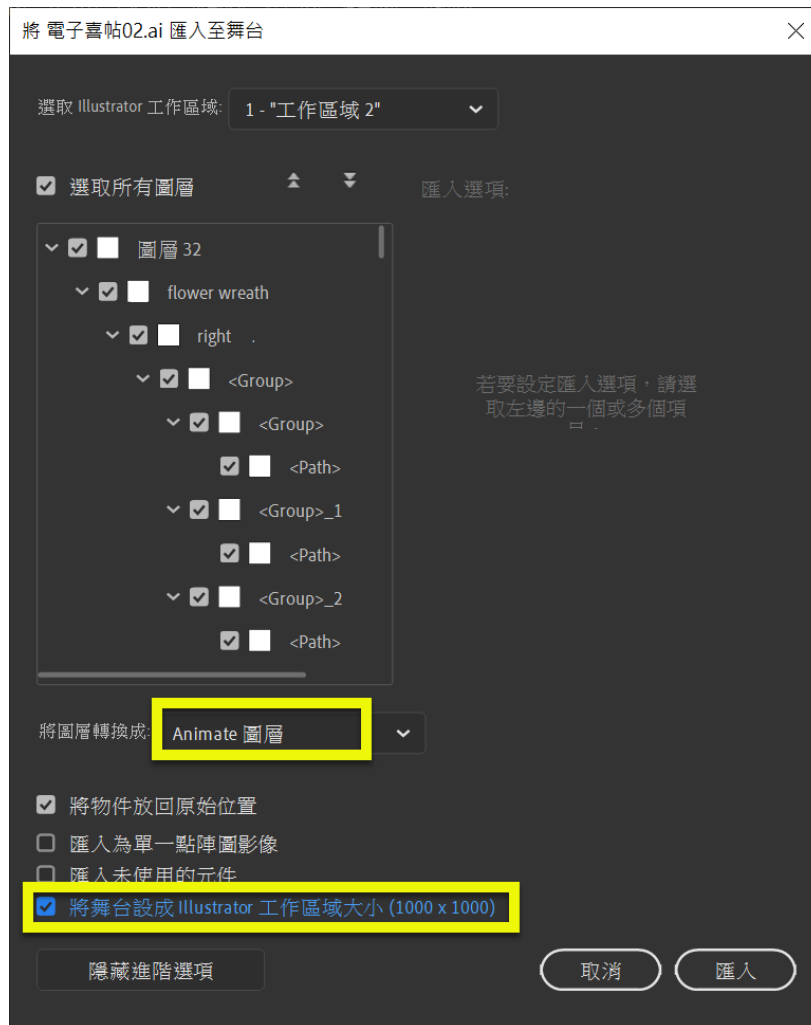 將 電子喜帖02.ai 匯入至舞台
選取 Illustrator 工作區域: 1 - "工作區域 2"
選取所有圖層
匯入選項:
圖層 32
flower wreath
right .
<Group>
<Group>
<Path>
<Group>_1
<Path>
<Group>_2
<Path>
若要設定匯入選項，請選
取左邊的一個或多個項
將圖層轉換成: Animate 圖層
將物件放回原始位置
匯入為單一點陣圖影像
匯入未使用的元件
將舞台設成 Illustrator 工作區域大小 (1000 x 1000)
隱藏進階選項
取消
匯入